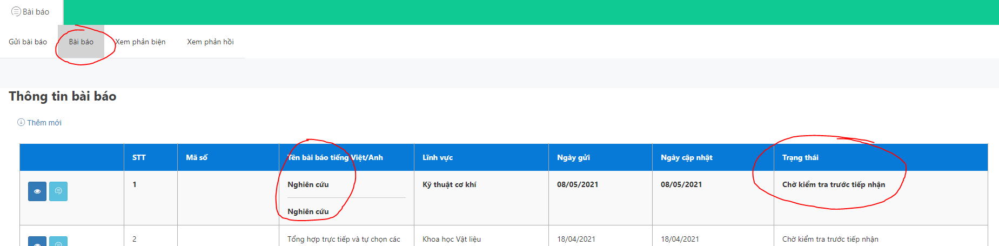 Bài báo
Gửi bài báo Bài báo Xem phản biện Xem phản hồi
Thông tin bài báo
Thêm mới
STT Mã số Tên bài báo tiếng Việt/Anh Lĩnh vực Ngày gửi Ngày cập nhật Trạng thái
1 Nghiên cứu Kỹ thuật cơ khí 08/05/2021 08/05/2021 Chờ kiểm tra trước tiếp nhận
Nghiên cứu
2 Tổng hợp trực tiếp và tự chọn các Khoa học Vật liệu 18/04/2021 18/04/2021 Chờ kiểm tra trước tiếp nhận